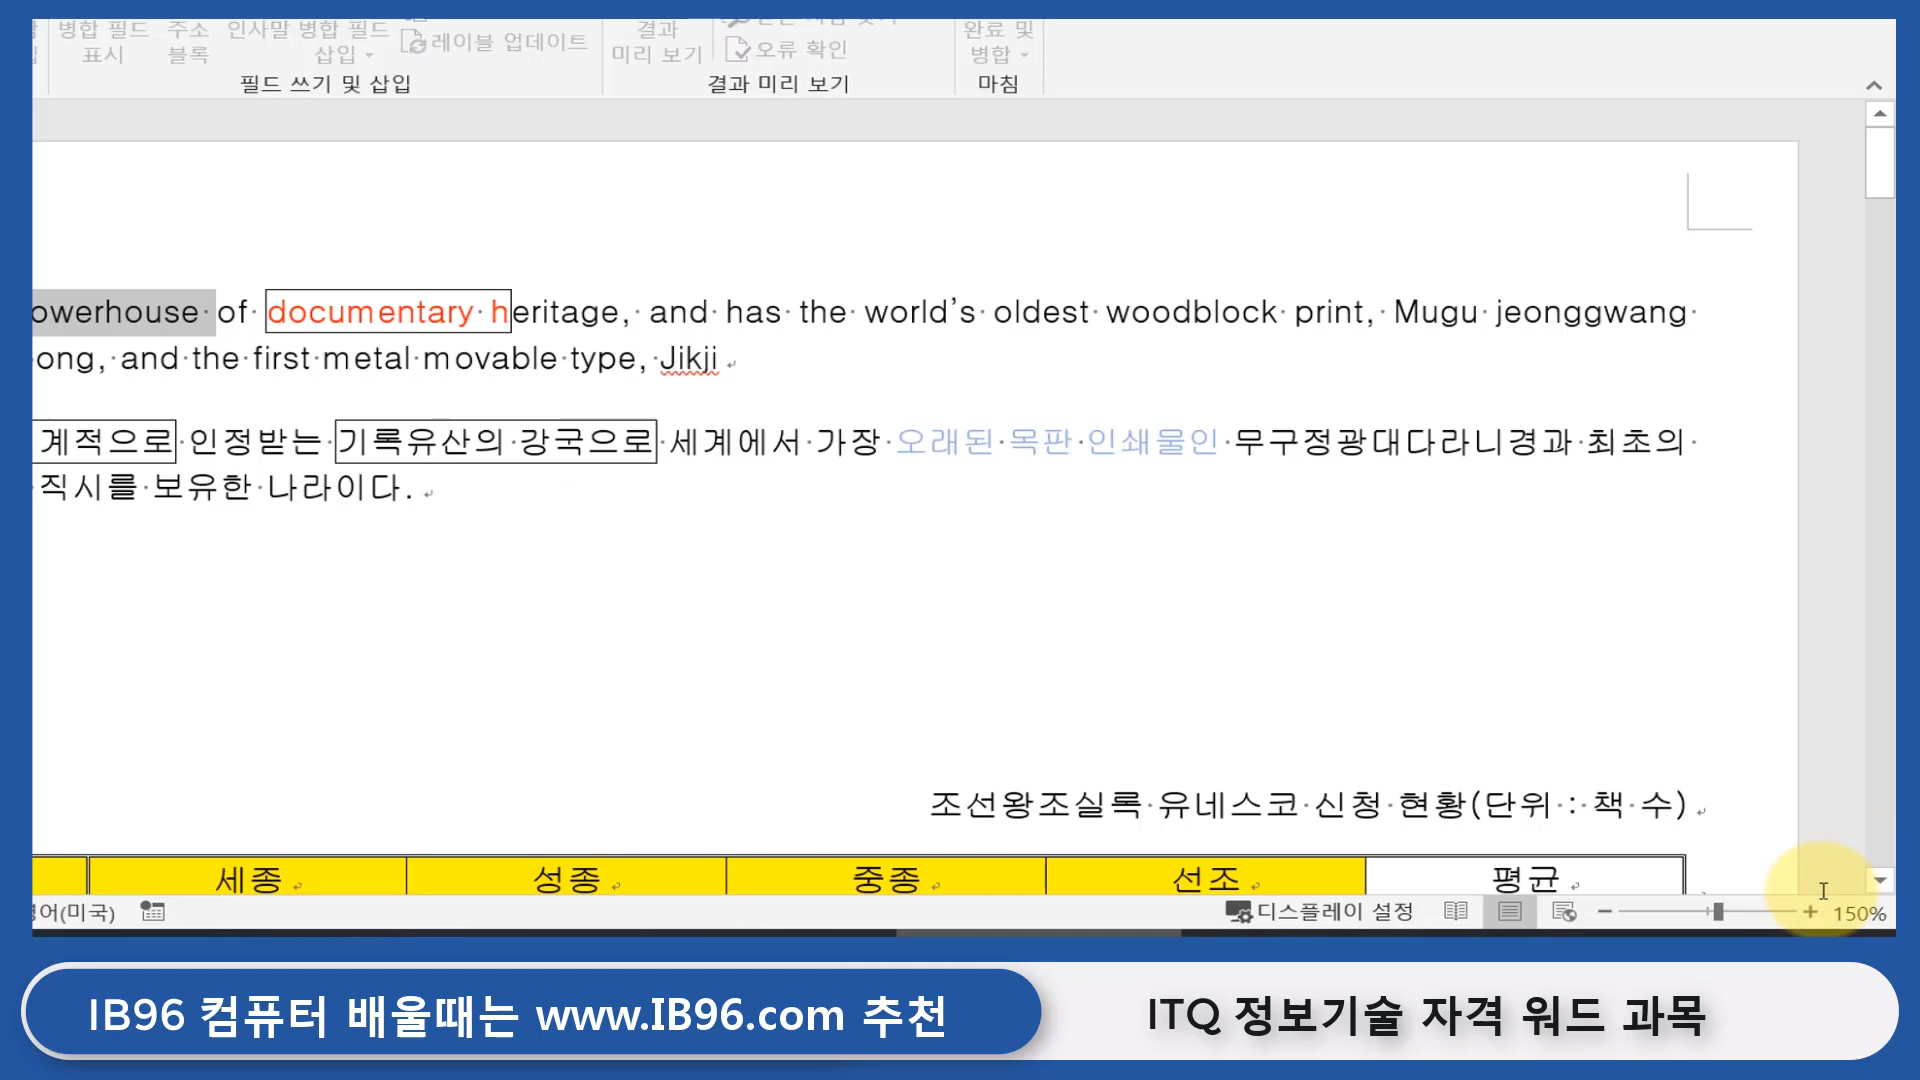 병합 필드 표시
주소 블록
인사말 병합 필드 삽입
레이블 업데이트
결과 미리 보기
오류 확인
완료 및 병합
필드 쓰기 및 삽입
결과 미리 보기
마침
owerhouse of documentary heritage, and has the world's oldest woodblock print, Mugu jeonggwang
ong, and the first metal movable type, Jikji
계적으로 인정받는 기록유산의 강국으로 세계에서 가장 오래된 목판 인쇄물인 무구정광대다라니경과 최초의
직시를 보유한 나라이다.
조선왕조실록 유네스코 신청 현황(단위 : 책 수)
세종 성종 중종 선조 평균
어(미국)
디스플레이 설정
150%
IB96 컴퓨터 배울때는 www.IB96.com 추천
ITQ 정보기술 자격 워드 과목